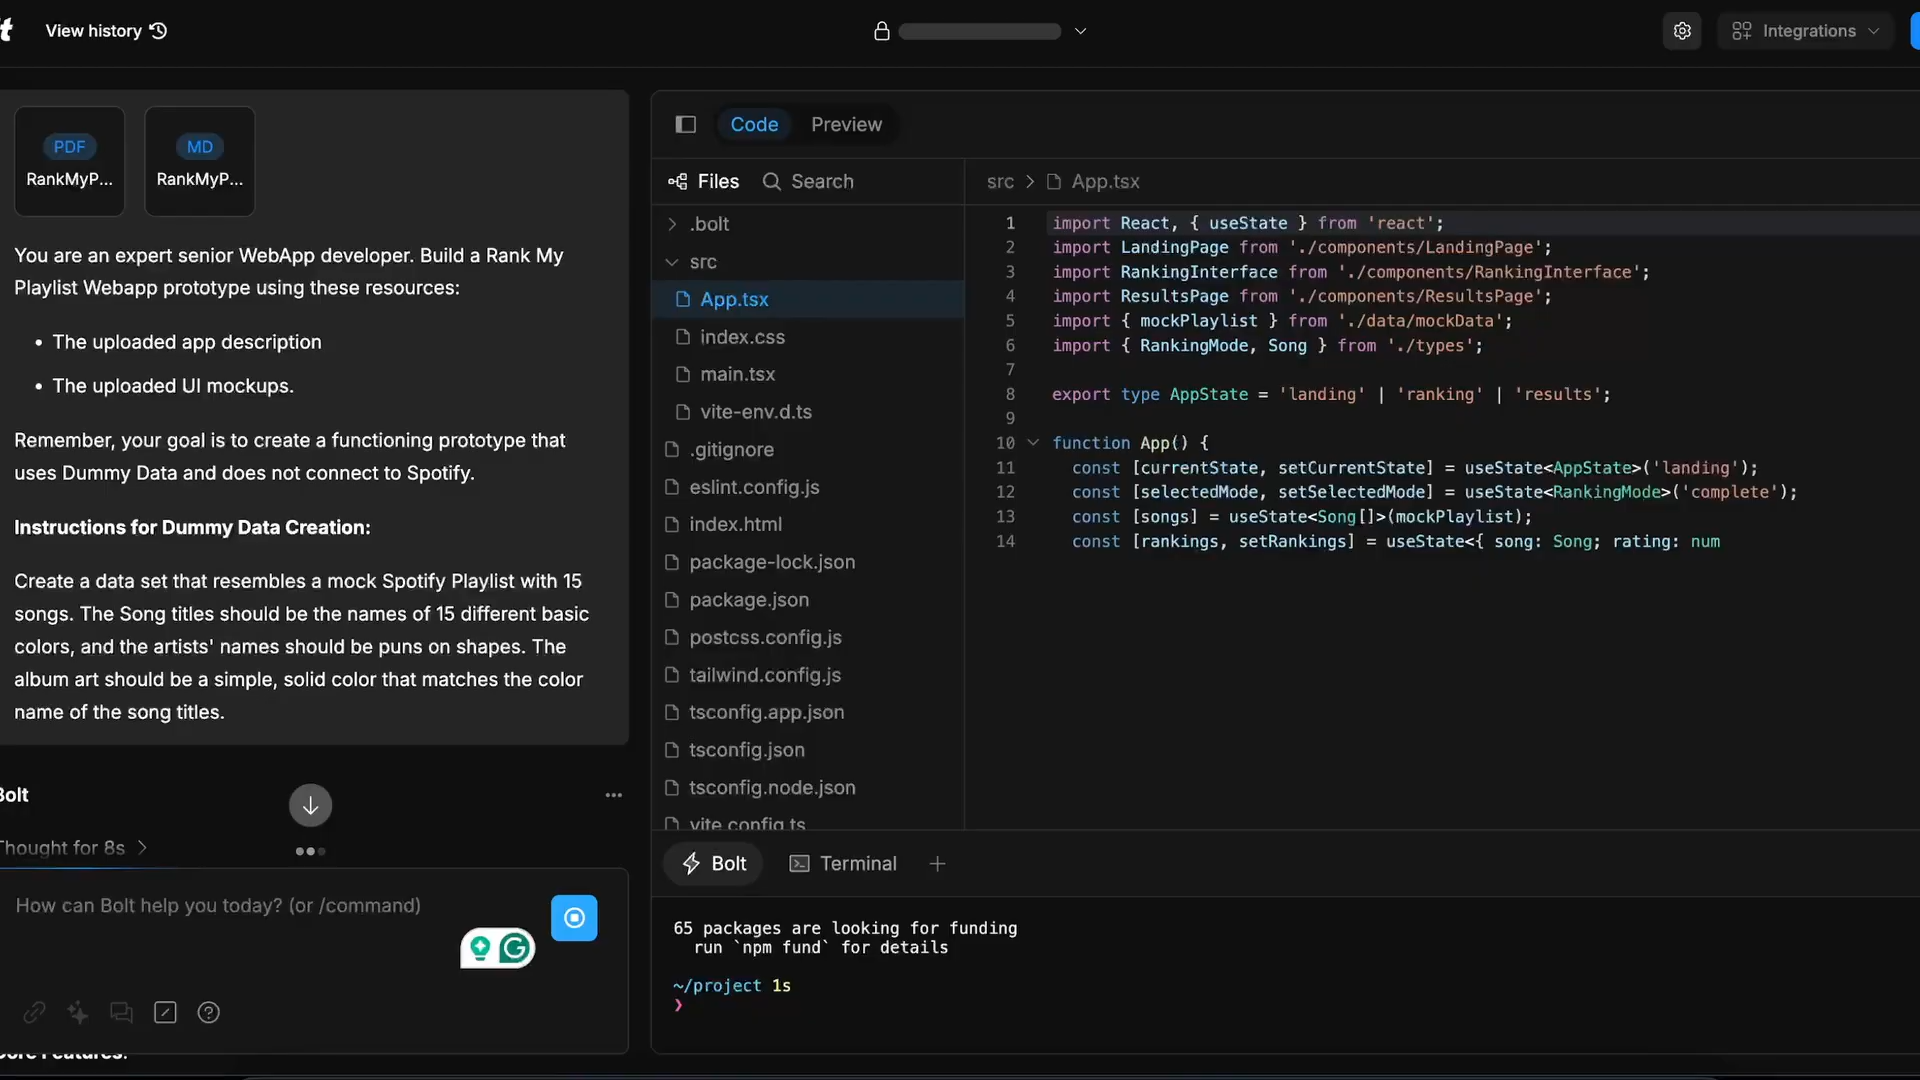 t View history
Integrations
PDF
RankMyP...
MD
RankMyP...
You are an expert senior WebApp developer. Build a Rank My
Playlist Webapp prototype using these resources:
• The uploaded app description
• The uploaded UI mockups.
Remember, your goal is to create a functioning prototype that
uses Dummy Data and does not connect to Spotify.
Instructions for Dummy Data Creation:
Create a data set that resembles a mock Spotify Playlist with 15
songs. The Song titles should be the names of 15 different basic
colors, and the artists' names should be puns on shapes. The
album art should be a simple, solid color that matches the color
name of the song titles.
Bolt
Thought for 8s
How can Bolt help you today? (or /command)
Core Features:
Code Preview
Files Search
.bolt
src
App.tsx
index.css
main.tsx
vite-env.d.ts
.gitignore
eslint.config.js
index.html
package-lock.json
package.json
postcss.config.js
tailwind.config.js
tsconfig.app.json
tsconfig.json
tsconfig.node.json
vite.config.ts
src > App.tsx
1 import React, { useState } from 'react';
2 import LandingPage from './components/LandingPage';
3 import RankingInterface from './components/RankingInterface';
4 import ResultsPage from './components/ResultsPage';
5 import { mockPlaylist } from './data/mockData';
6 import { RankingMode, Song } from './types';
7
8 export type AppState = 'landing' | 'ranking' | 'results';
9
10 function App() {
11 const [currentState, setCurrentState] = useState<AppState>('landing');
12 const [selectedMode, setSelectedMode] = useState<RankingMode>('complete');
13 const [songs] = useState<Song[]>(mockPlaylist);
14 const [rankings, setRankings] = useState<{ song: Song; rating: num
Bolt Terminal +
65 packages are looking for funding
run `npm fund` for details
~/project 1s
❯